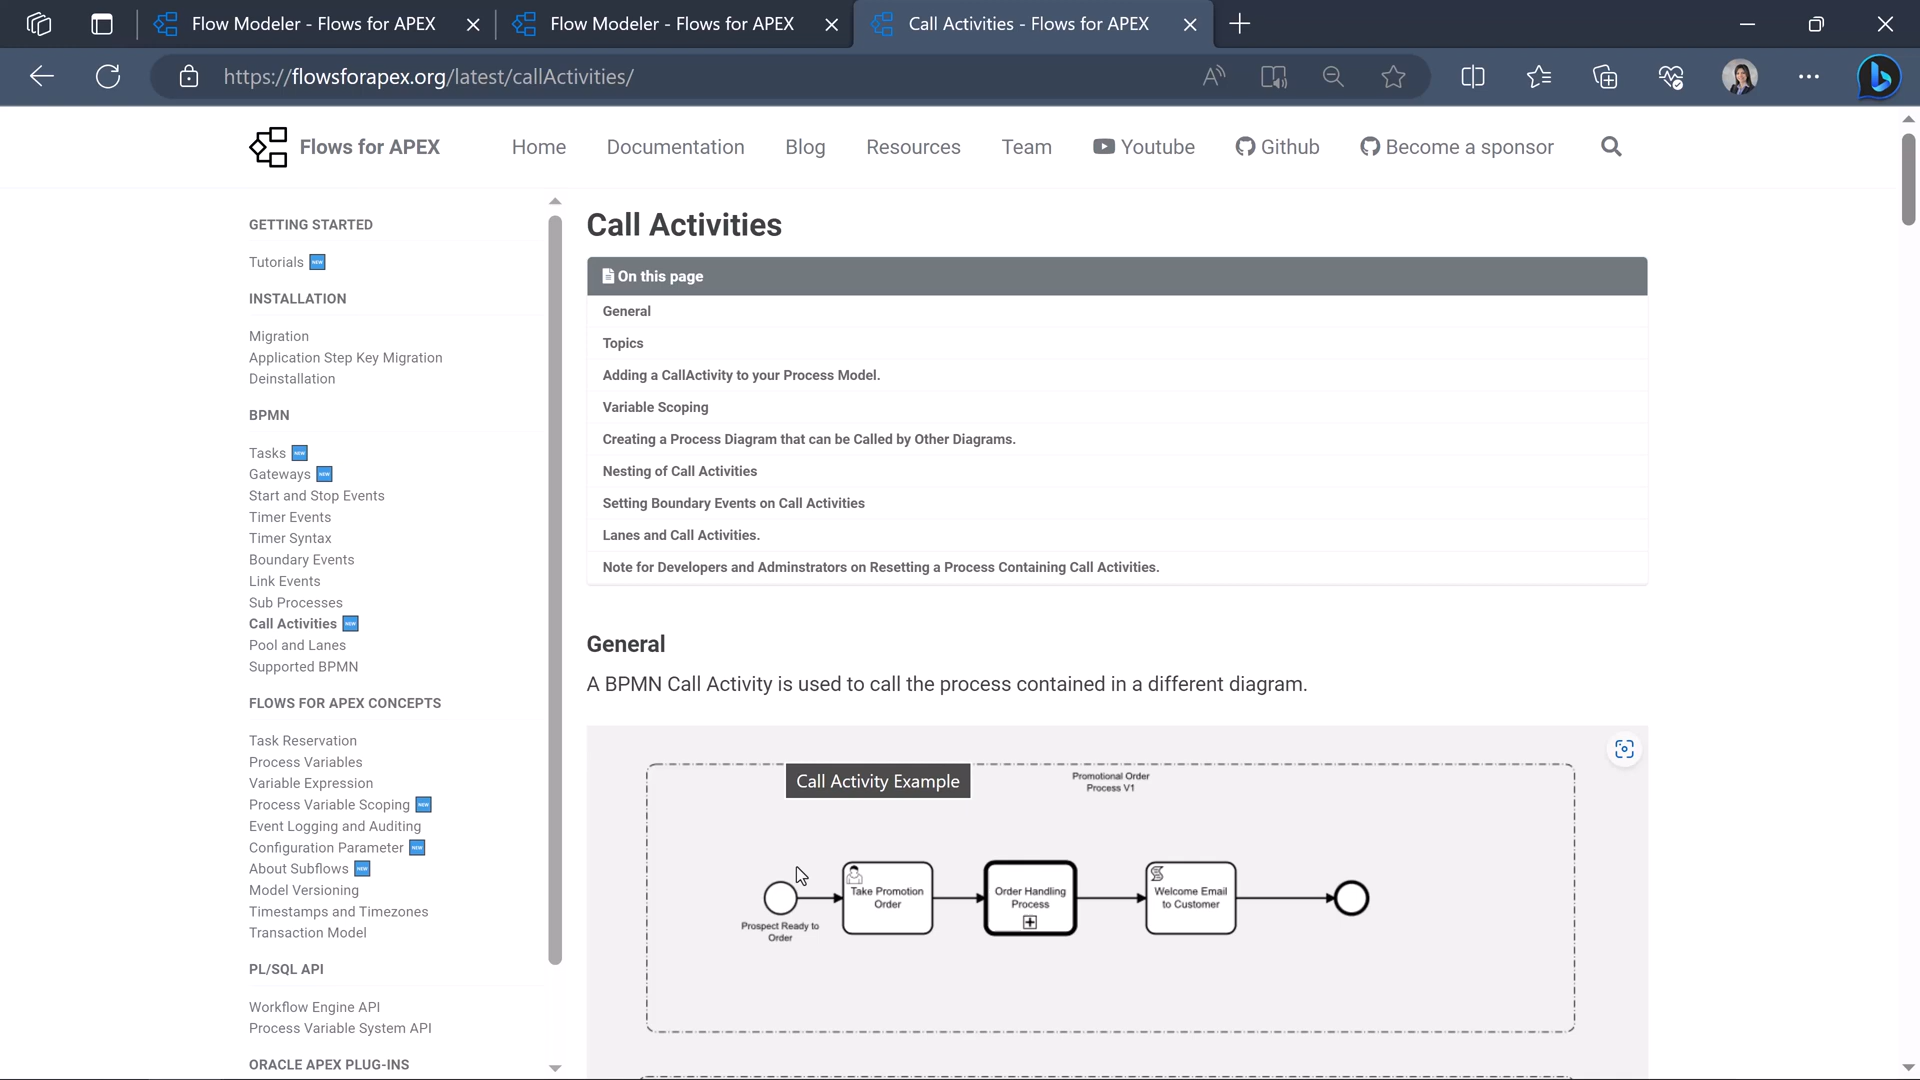 Flow Modeler - Flows for APEX
Flow Modeler - Flows for APEX
Call Activities - Flows for APEX
https://flowsforapex.org/latest/callActivities/
Flows for APEX
Home
Documentation
Blog
Resources
Team
Youtube
Github
Become a sponsor
GETTING STARTED
Tutorials NEW
INSTALLATION
Migration
Application Step Key Migration
Deinstallation
BPMN
Tasks NEW
Gateways NEW
Start and Stop Events
Timer Events
Timer Syntax
Boundary Events
Link Events
Sub Processes
Call Activities NEW
Pool and Lanes
Supported BPMN
FLOWS FOR APEX CONCEPTS
Task Reservation
Process Variables
Variable Expression
Process Variable Scoping NEW
Event Logging and Auditing
Configuration Parameter NEW
About Subflows NEW
Model Versioning
Timestamps and Timezones
Transaction Model
PL/SQL API
Workflow Engine API
Process Variable System API
ORACLE APEX PLUG-INS
Call Activities
On this page
General
Topics
Adding a CallActivity to your Process Model.
Variable Scoping
Creating a Process Diagram that can be Called by Other Diagrams.
Nesting of Call Activities
Setting Boundary Events on Call Activities
Lanes and Call Activities.
Note for Developers and Adminstrators on Resetting a Process Containing Call Activities.
General
A BPMN Call Activity is used to call the process contained in a different diagram.
Call Activity Example
Promotional Order
Process V1
Prospect Ready to
Order
Take Promotion
Order
Order Handling
Process
Welcome Email
to Customer